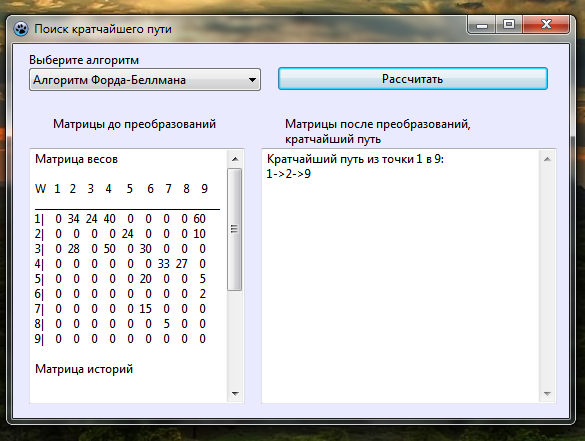 Поиск кратчайшего пути
Выберите алгоритм
Алгоритм Форда-Беллмана
Рассчитать
Матрицы до преобразований
Матрица весов
W 1 2 3 4 5 6 7 8 9
1| 0 34 24 40 0 0 0 0 60
2| 0 0 0 0 24 0 0 0 10
3| 0 28 0 50 0 30 0 0 0
4| 0 0 0 0 0 0 33 27 0
5| 0 0 0 0 0 20 0 0 5
6| 0 0 0 0 0 0 0 0 2
7| 0 0 0 0 0 15 0 0 0
8| 0 0 0 0 0 0 5 0 0
9| 0 0 0 0 0 0 0 0 0
Матрица историй
Матрицы после преобразований,
кратчайший путь
Кратчайший путь из точки 1 в 9:
1->2->9